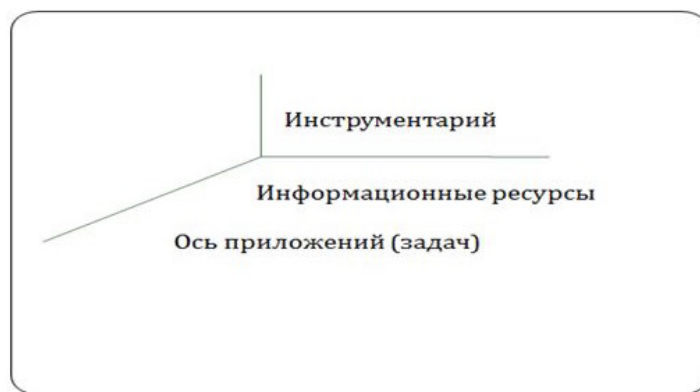 Инструментарий
Информационные ресурсы
Ось приложений (задач)